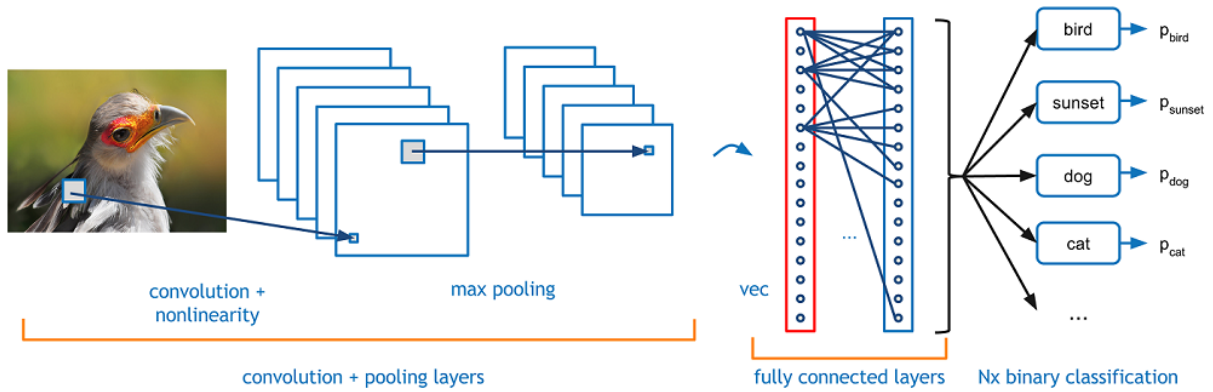 bird
p_bird
sunset
p_sunset
dog
p_dog
cat
p_cat
...
...
convolution +
nonlinearity
max pooling
vec
convolution + pooling layers
fully connected layers
Nx binary classification